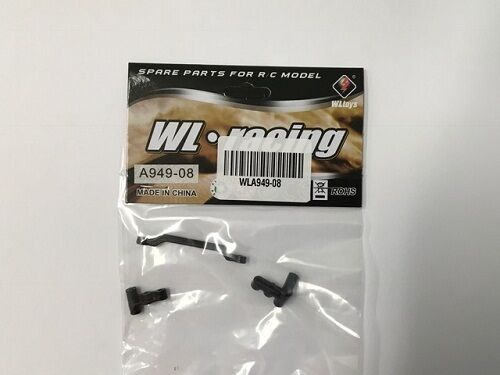 SPARE PARTS FOR R/C MODEL
WLtoys
WL·racing
A949-08
WLA949-08
MADE IN CHINA
ROHS